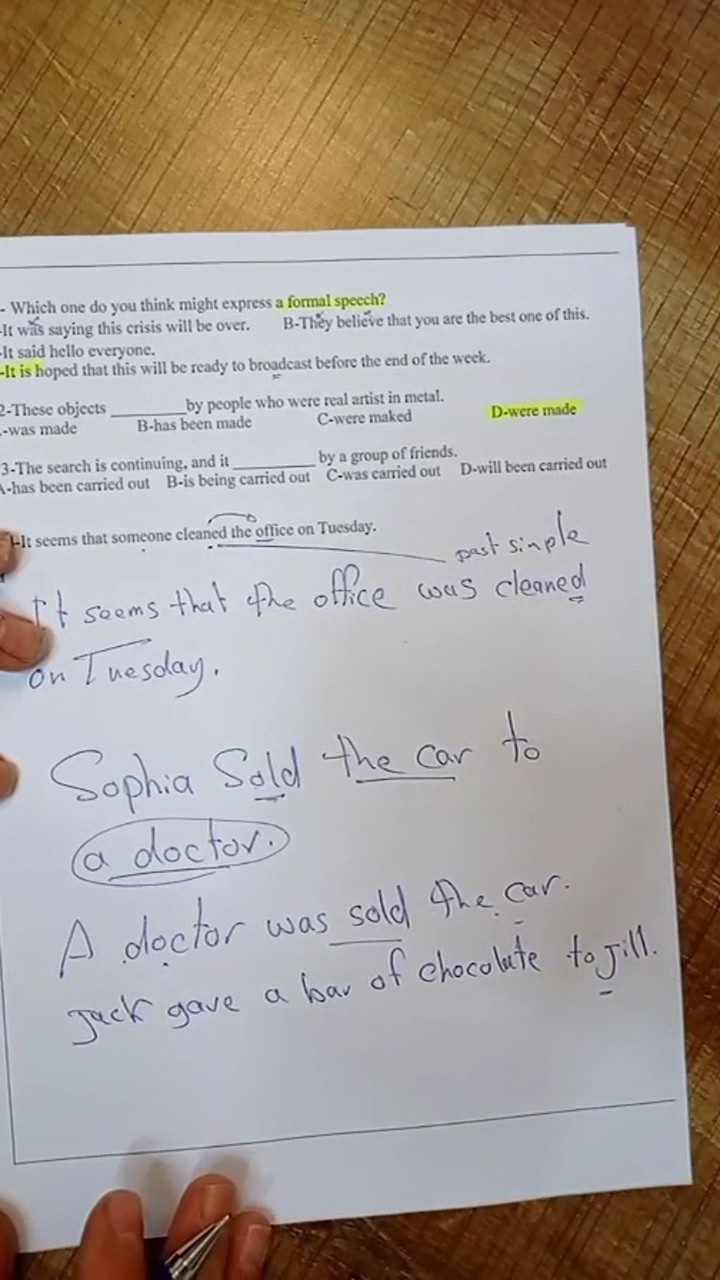 - Which one do you think might express a formal speech?
-It was saying this crisis will be over. B-They believe that you are the best one of this.
-It said hello everyone.
-It is hoped that this will be ready to broadcast before the end of the week.
2-These objects ________ by people who were real artist in metal.
-was made B-has been made C-were maked D-were made
3-The search is continuing, and it ________ by a group of friends.
A-has been carried out B-is being carried out C-was carried out D-will been carried out
-It seems that someone cleaned the office on Tuesday.
past simple
It seems that the office was cleaned
on Tuesday.
Sophia Sold the car to
a doctor.
A doctor was sold the car.
Jack gave a bar of chocolate to Jill.